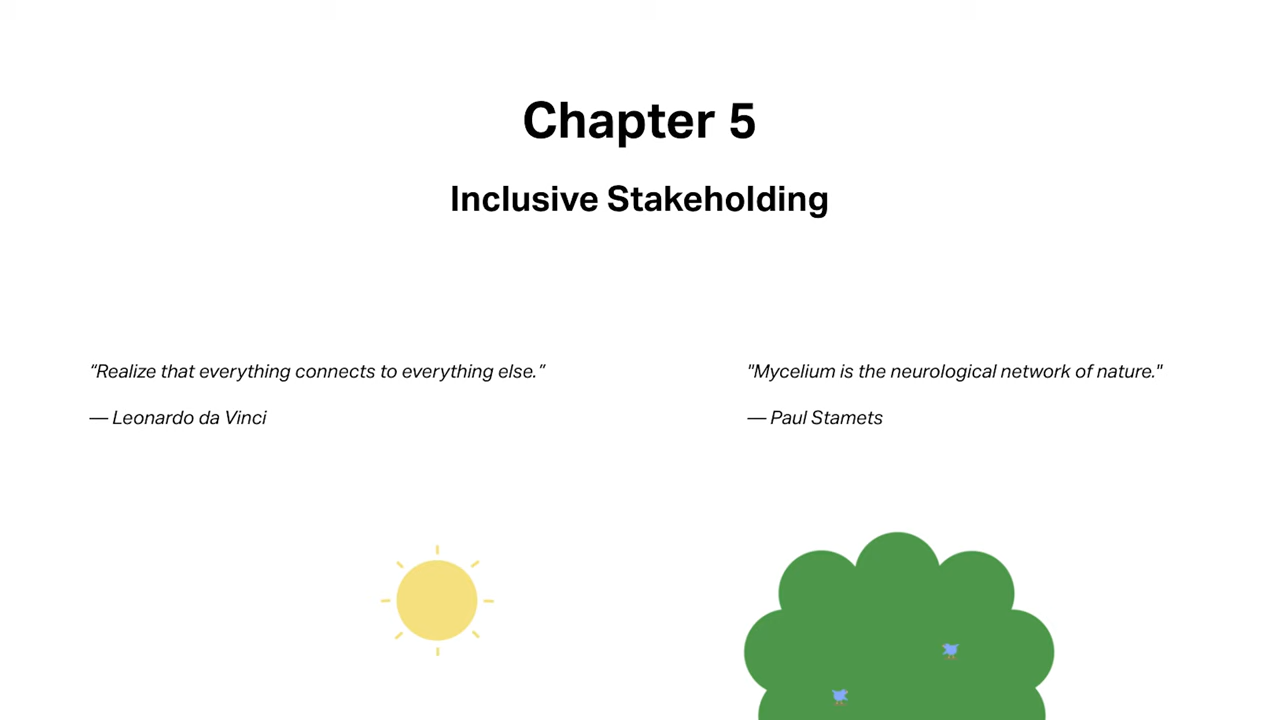 Chapter 5
Inclusive Stakeholding
“Realize that everything connects to everything else.”
— Leonardo da Vinci
"Mycelium is the neurological network of nature."
— Paul Stamets